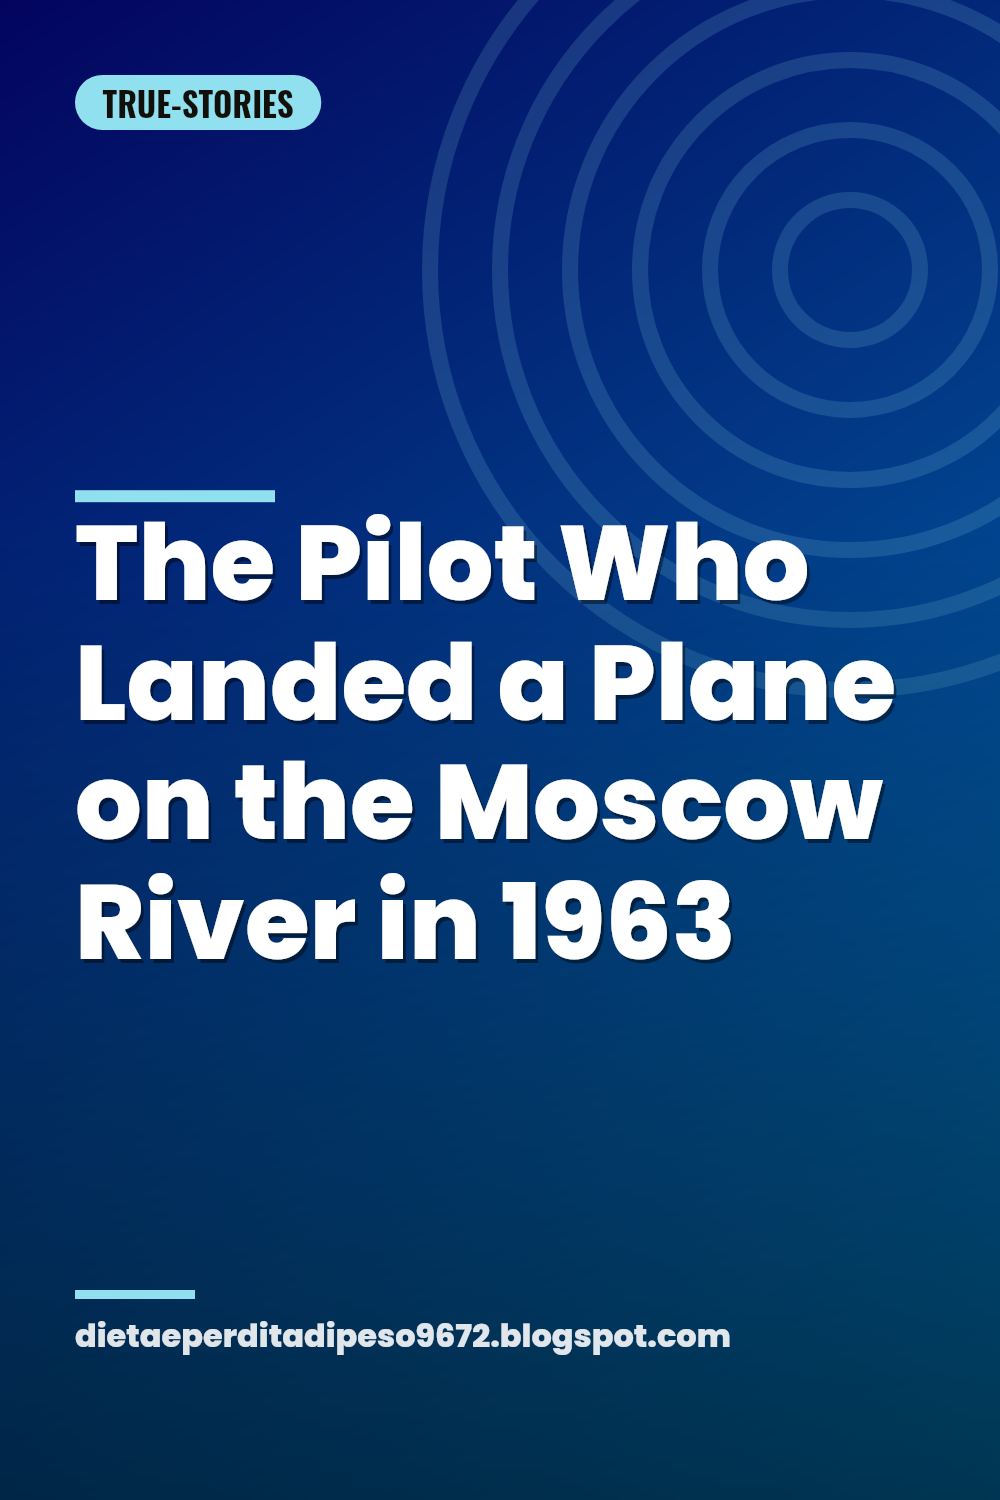 TRUE-STORIES
The Pilot Who
Landed a Plane
on the Moscow
River in 1963
dietaeperditadipeso9672.blogspot.com